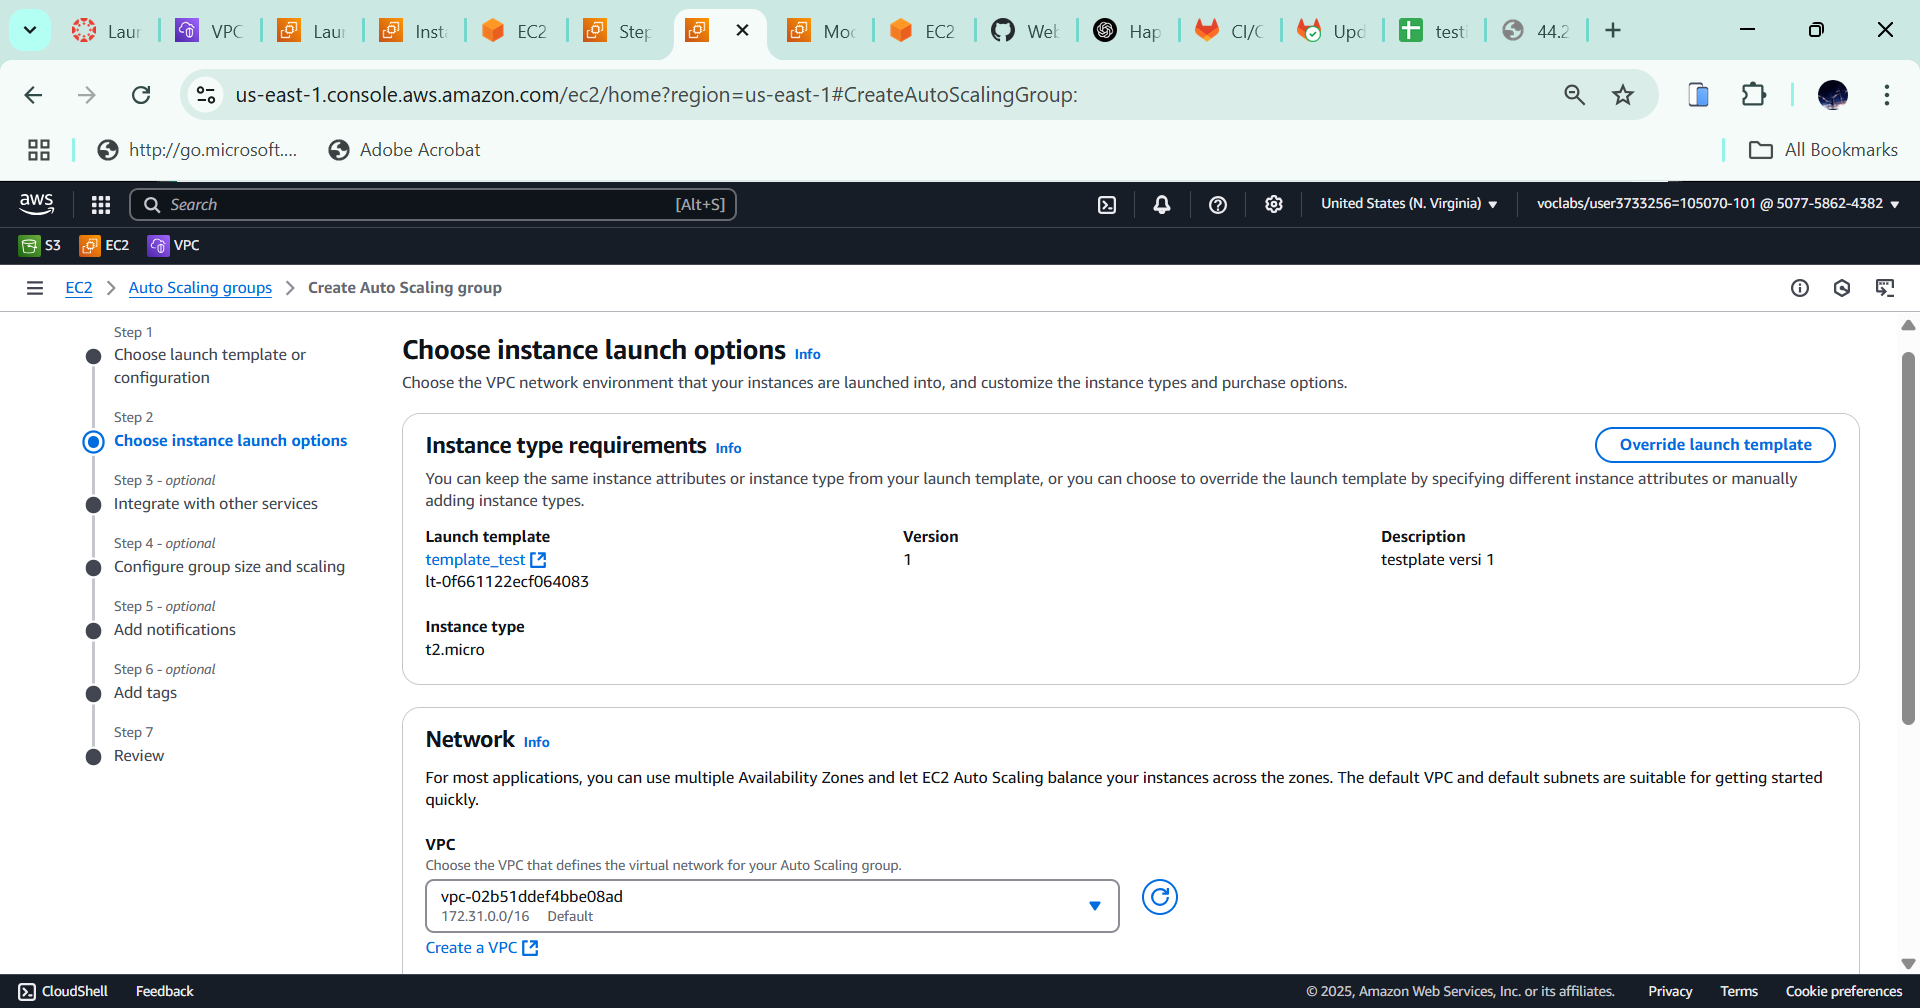 Laur
VPC
Laur
Insta
EC2
Step
Moc
EC2
Web
Hap
CI/C
Upd
testi
44.2
us-east-1.console.aws.amazon.com/ec2/home?region=us-east-1#CreateAutoScalingGroup:
http://go.microsoft....
Adobe Acrobat
All Bookmarks
aws
Search
[Alt+S]
United States (N. Virginia)
voclabs/user3733256=105070-101 @ 5077-5862-4382
S3
EC2
VPC
EC2
Auto Scaling groups
Create Auto Scaling group
Step 1
Choose launch template or
configuration
Step 2
Choose instance launch options
Step 3 - optional
Integrate with other services
Step 4 - optional
Configure group size and scaling
Step 5 - optional
Add notifications
Step 6 - optional
Add tags
Step 7
Review
Choose instance launch options Info
Choose the VPC network environment that your instances are launched into, and customize the instance types and purchase options.
Instance type requirements Info
Override launch template
You can keep the same instance attributes or instance type from your launch template, or you can choose to override the launch template by specifying different instance attributes or manually
adding instance types.
Launch template
template_test
lt-0f661122ecf064083
Version
1
Description
testplate versi 1
Instance type
t2.micro
Network Info
For most applications, you can use multiple Availability Zones and let EC2 Auto Scaling balance your instances across the zones. The default VPC and default subnets are suitable for getting started
quickly.
VPC
Choose the VPC that defines the virtual network for your Auto Scaling group.
vpc-02b51ddef4bbe08ad
172.31.0.0/16 Default
Create a VPC
CloudShell
Feedback
© 2025, Amazon Web Services, Inc. or its affiliates.
Privacy
Terms
Cookie preferences